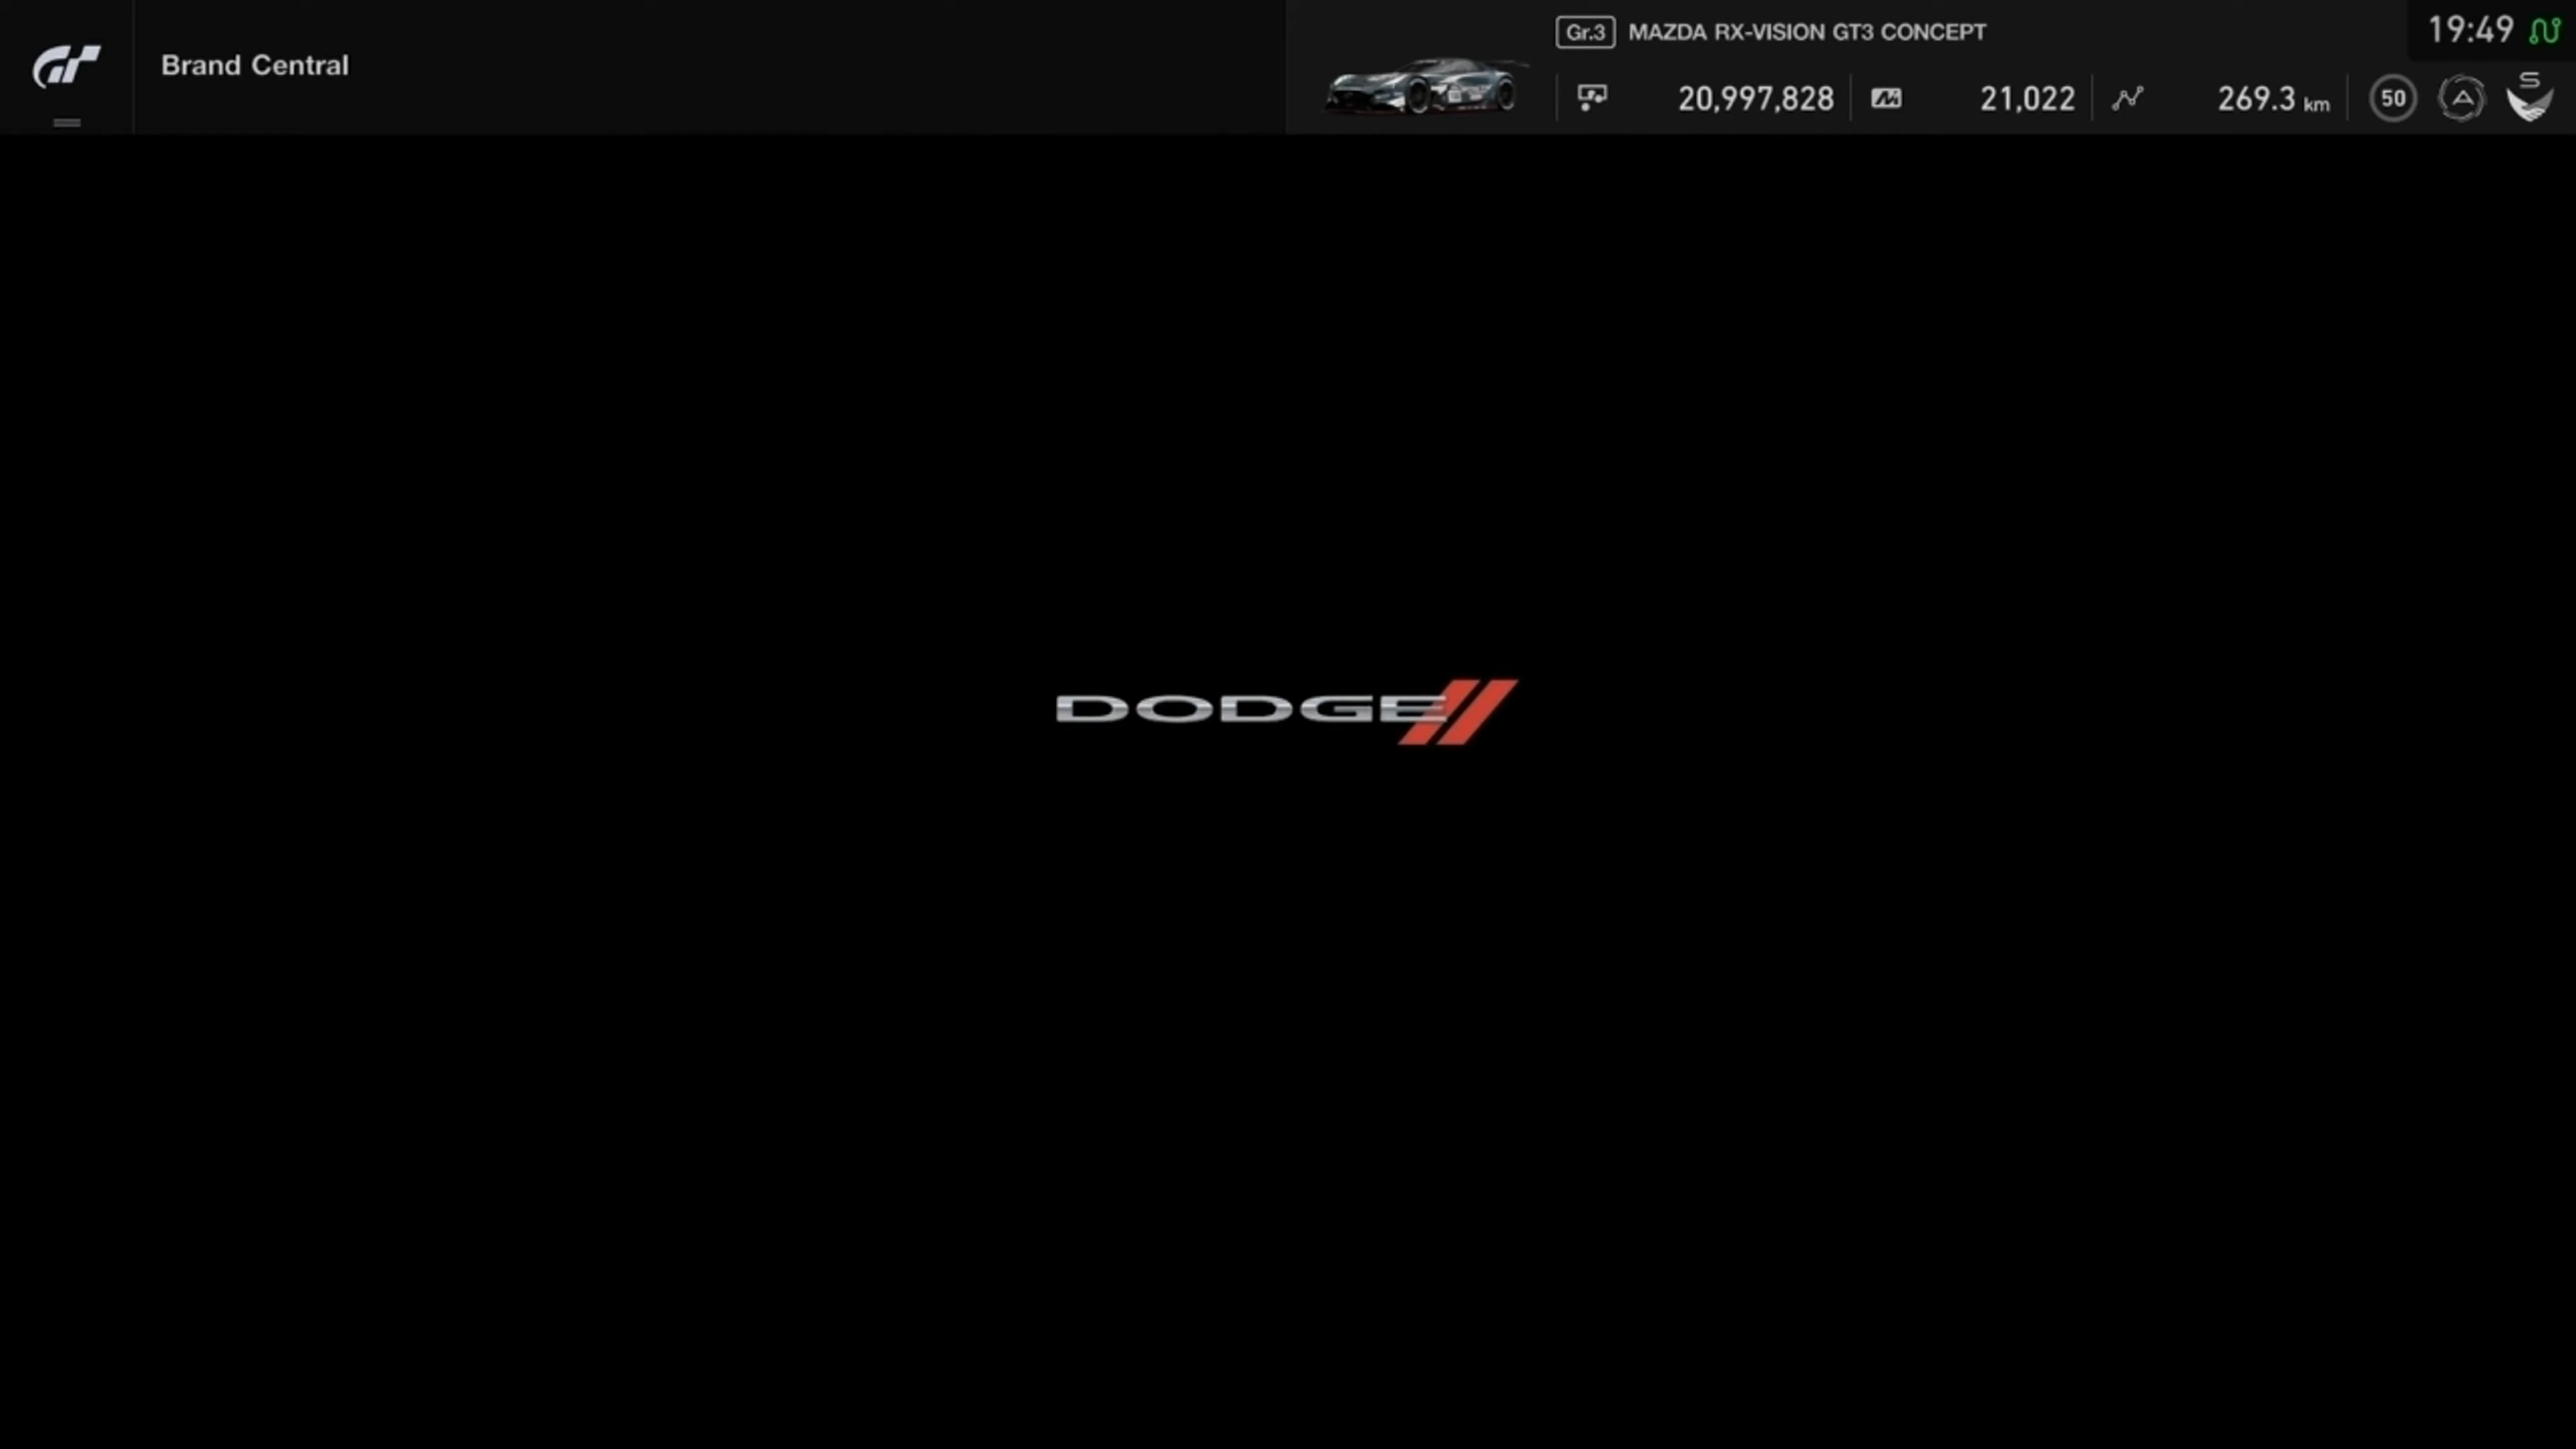 GT
Brand Central
Gr.3 MAZDA RX-VISION GT3 CONCEPT
19:49
20,997,828
21,022
269.3 km
50
A
S
DODGE